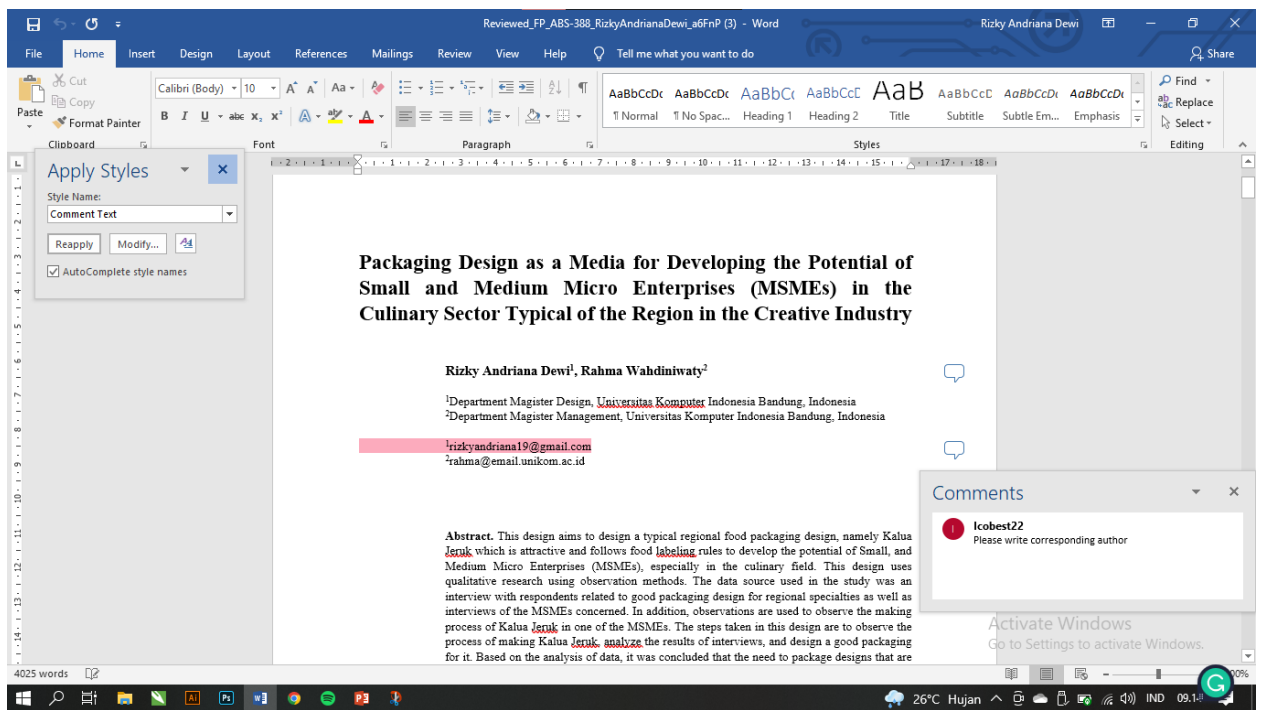 Reviewed_FP_ABS-388_RizkyAndrianaDewi_a6FnP (3) - Word
Rizky Andriana Dewi
File Home Insert Design Layout References Mailings Review View Help Tell me what you want to do
Share
Paste
Cut
Copy
Format Painter
Clipboard
Calibri (Body) 10
Font
Paragraph
AaBbCcDc AaBbCcDc AaBbCc AaBbCcE AaB AaBbCcD AaBbCcDc AaBbCcDc
¶ Normal ¶ No Spac... Heading 1 Heading 2 Title Subtitle Subtle Em... Emphasis
Styles
Find
Replace
Select
Editing
Apply Styles
Style Name:
Comment Text
Reapply Modify...
AutoComplete style names
Packaging Design as a Media for Developing the Potential of
Small and Medium Micro Enterprises (MSMEs) in the
Culinary Sector Typical of the Region in the Creative Industry
Rizky Andriana Dewi¹, Rahma Wahdiniwaty²
¹Department Magister Design, Universitas Komputer Indonesia Bandung, Indonesia
²Department Magister Management, Universitas Komputer Indonesia Bandung, Indonesia
¹rizkyandriana19@gmail.com
²rahma@email.unikom.ac.id
Abstract. This design aims to design a typical regional food packaging design, namely Kalua
Jeruk which is attractive and follows food labeling rules to develop the potential of Small, and
Medium Micro Enterprises (MSMEs), especially in the culinary field. This design uses
qualitative research using observation methods. The data source used in the study was an
interview with respondents related to good packaging design for regional specialties as well as
interviews of the MSMEs concerned. In addition, observations are used to observe the making
process of Kalua Jeruk in one of the MSMEs. The steps taken in this design are to observe the
process of making Kalua Jeruk, analyze the results of interviews, and design a good packaging
for it. Based on the analysis of data, it was concluded that the need to package designs that are
Comments
Icobest22
Please write corresponding author
Activate Windows
Go to Settings to activate Windows.
4025 words
26°C Hujan
IND